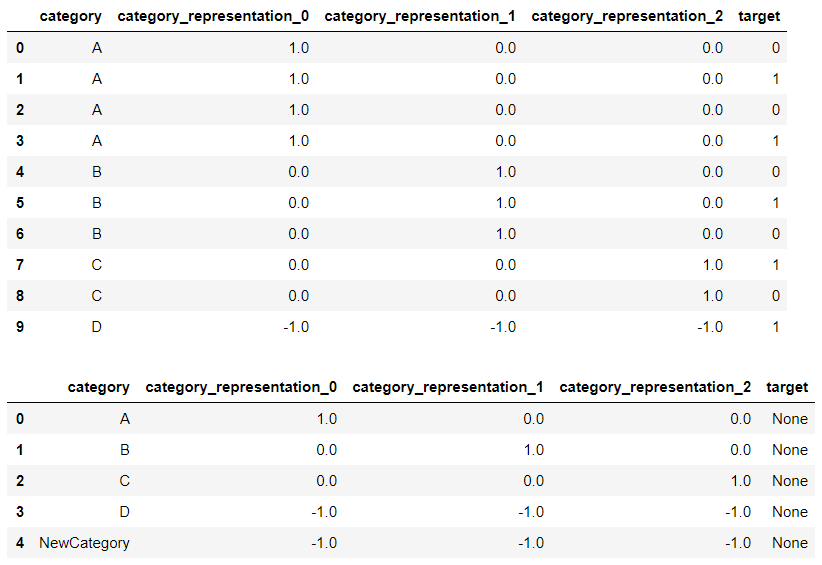 category category_representation_0 category_representation_1 category_representation_2 target
0 A 1.0 0.0 0.0 0
1 A 1.0 0.0 0.0 1
2 A 1.0 0.0 0.0 0
3 A 1.0 0.0 0.0 1
4 B 0.0 1.0 0.0 0
5 B 0.0 1.0 0.0 1
6 B 0.0 1.0 0.0 0
7 C 0.0 0.0 1.0 1
8 C 0.0 0.0 1.0 0
9 D -1.0 -1.0 -1.0 1
category category_representation_0 category_representation_1 category_representation_2 target
0 A 1.0 0.0 0.0 None
1 B 0.0 1.0 0.0 None
2 C 0.0 0.0 1.0 None
3 D -1.0 -1.0 -1.0 None
4 NewCategory -1.0 -1.0 -1.0 None